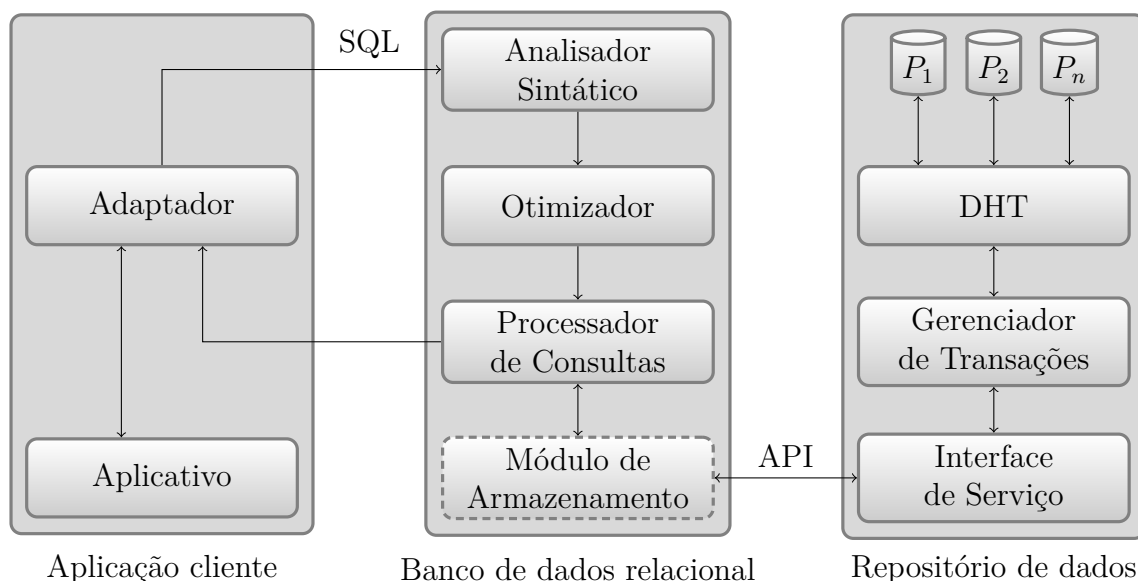 SQL
Analisador
Sintático
Adaptador
Otimizador
Processador
de Consultas
Aplicativo
Módulo de
Armazenamento
API
P1
P2
Pn
DHT
Gerenciador
de Transações
Interface
de Serviço
Aplicação cliente
Banco de dados relacional
Repositório de dados